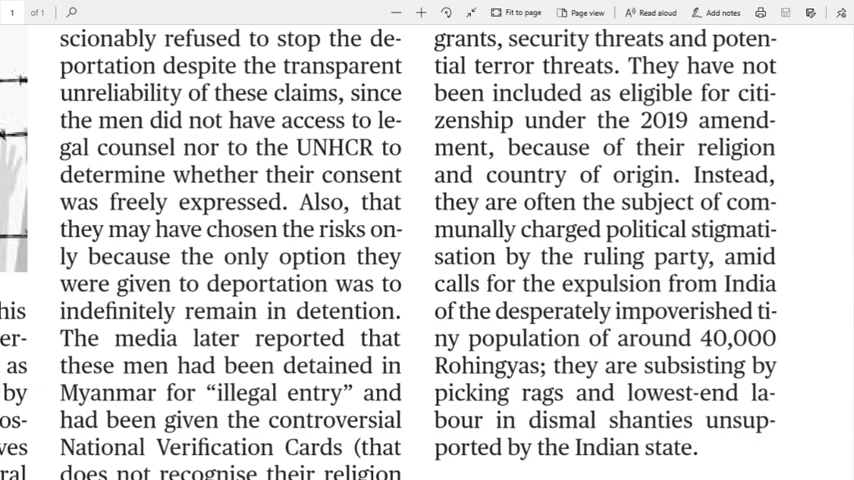 1 of 1
Fit to page
Page view
Read aloud
Add notes
his
er-
as
by
os-
ves
ral
scionably refused to stop the de-
portation despite the transparent
unreliability of these claims, since
the men did not have access to le-
gal counsel nor to the UNHCR to
determine whether their consent
was freely expressed. Also, that
they may have chosen the risks on-
ly because the only option they
were given to deportation was to
indefinitely remain in detention.
The media later reported that
these men had been detained in
Myanmar for “illegal entry” and
had been given the controversial
National Verification Cards (that
does not recognise their religion
grants, security threats and poten-
tial terror threats. They have not
been included as eligible for citi-
zenship under the 2019 amend-
ment, because of their religion
and country of origin. Instead,
they are often the subject of com-
munally charged political stigmati-
sation by the ruling party, amid
calls for the expulsion from India
of the desperately impoverished ti-
ny population of around 40,000
Rohingyas; they are subsisting by
picking rags and lowest-end la-
bour in dismal shanties unsup-
ported by the Indian state.